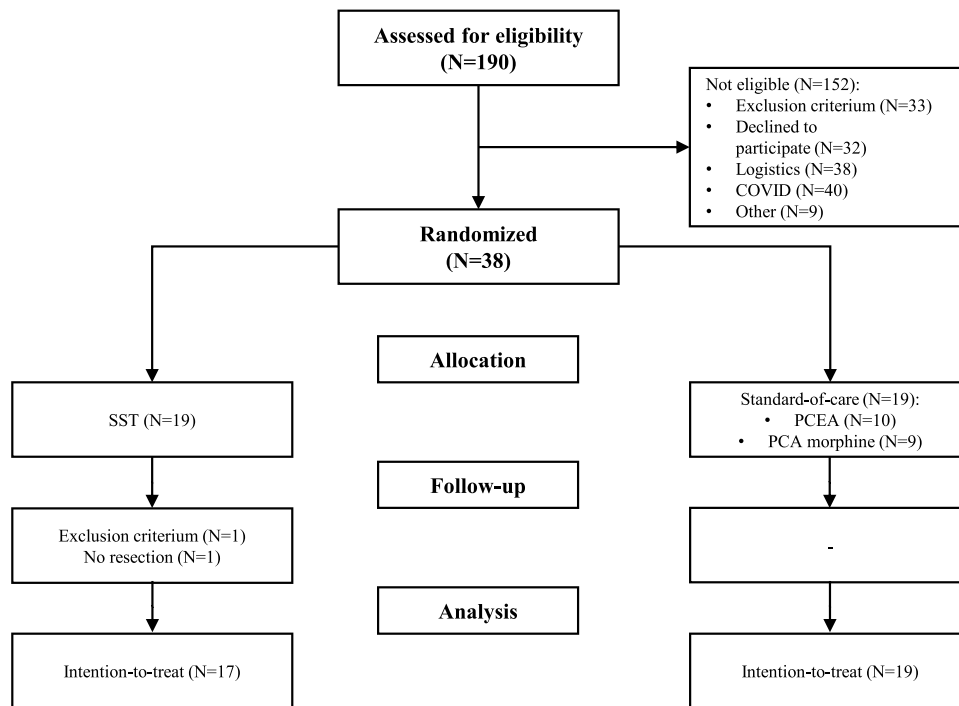 Assessed for eligibility
(N=190)
Not eligible (N=152):
• Exclusion criterium (N=33)
• Declined to
participate (N=32)
• Logistics (N=38)
• COVID (N=40)
• Other (N=9)
Randomized
(N=38)
Allocation
SST (N=19)
Standard-of-care (N=19):
• PCEA (N=10)
• PCA morphine (N=9)
Follow-up
Exclusion criterium (N=1)
No resection (N=1)
-
Analysis
Intention-to-treat (N=17)
Intention-to-treat (N=19)